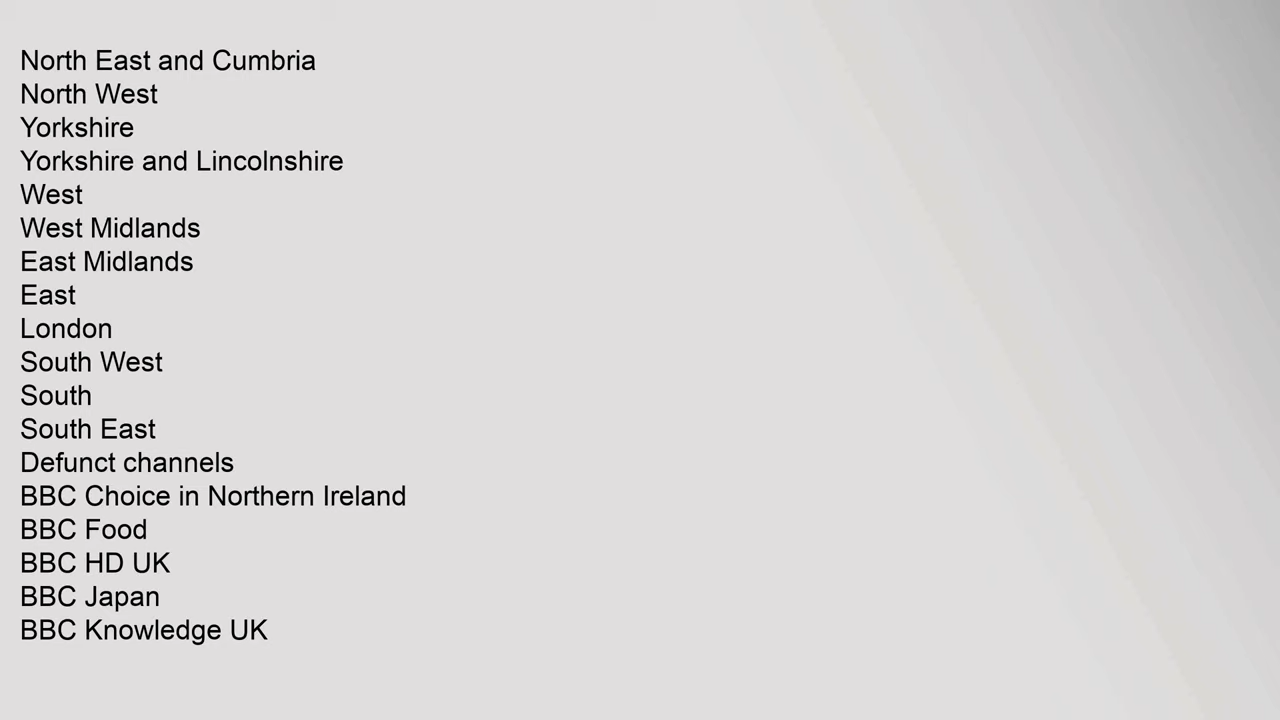 North East and Cumbria
North West
Yorkshire
Yorkshire and Lincolnshire
West
West Midlands
East Midlands
East
London
South West
South
South East
Defunct channels
BBC Choice in Northern Ireland
BBC Food
BBC HD UK
BBC Japan
BBC Knowledge UK